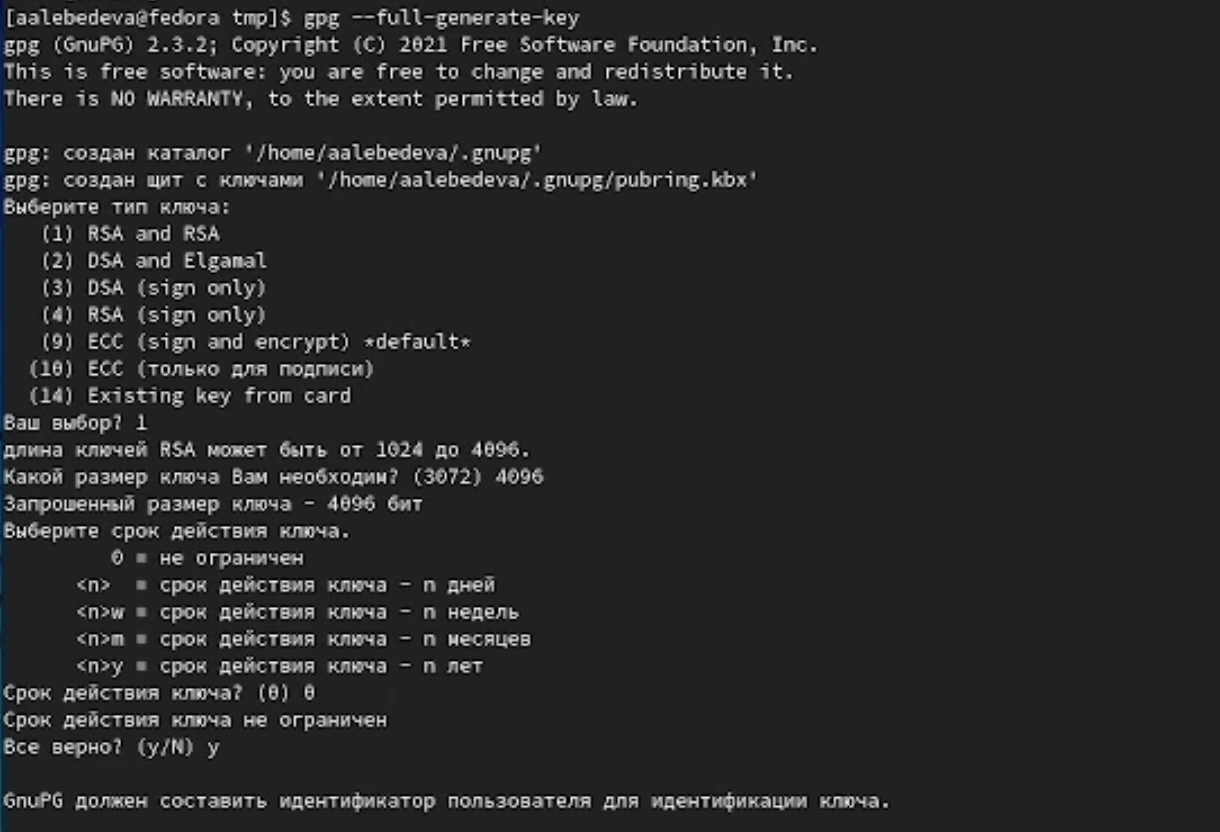 [aalebedeva@fedora tmp]$ gpg --full-generate-key
gpg (GnuPG) 2.3.2; Copyright (C) 2021 Free Software Foundation, Inc.
This is free software: you are free to change and redistribute it.
There is NO WARRANTY, to the extent permitted by law.
gpg: создан каталог '/home/aalebedeva/.gnupg'
gpg: создан щит с ключами '/home/aalebedeva/.gnupg/pubring.kbx'
Выберите тип ключа:
(1) RSA and RSA
(2) DSA and Elgamal
(3) DSA (sign only)
(4) RSA (sign only)
(9) ECC (sign and encrypt) *default*
(10) ECC (только для подписи)
(14) Existing key from card
Ваш выбор? 1
длина ключей RSA может быть от 1024 до 4096.
Какой размер ключа Вам необходим? (3072) 4096
Запрошенный размер ключа - 4096 бит
Выберите срок действия ключа.
0 = не ограничен
<n> = срок действия ключа - n дней
<n>w = срок действия ключа - n недель
<n>m = срок действия ключа - n месяцев
<n>y = срок действия ключа - n лет
Срок действия ключа? (0) 0
Срок действия ключа не ограничен
Все верно? (y/N) y
GnuPG должен составить идентификатор пользователя для идентификации ключа.